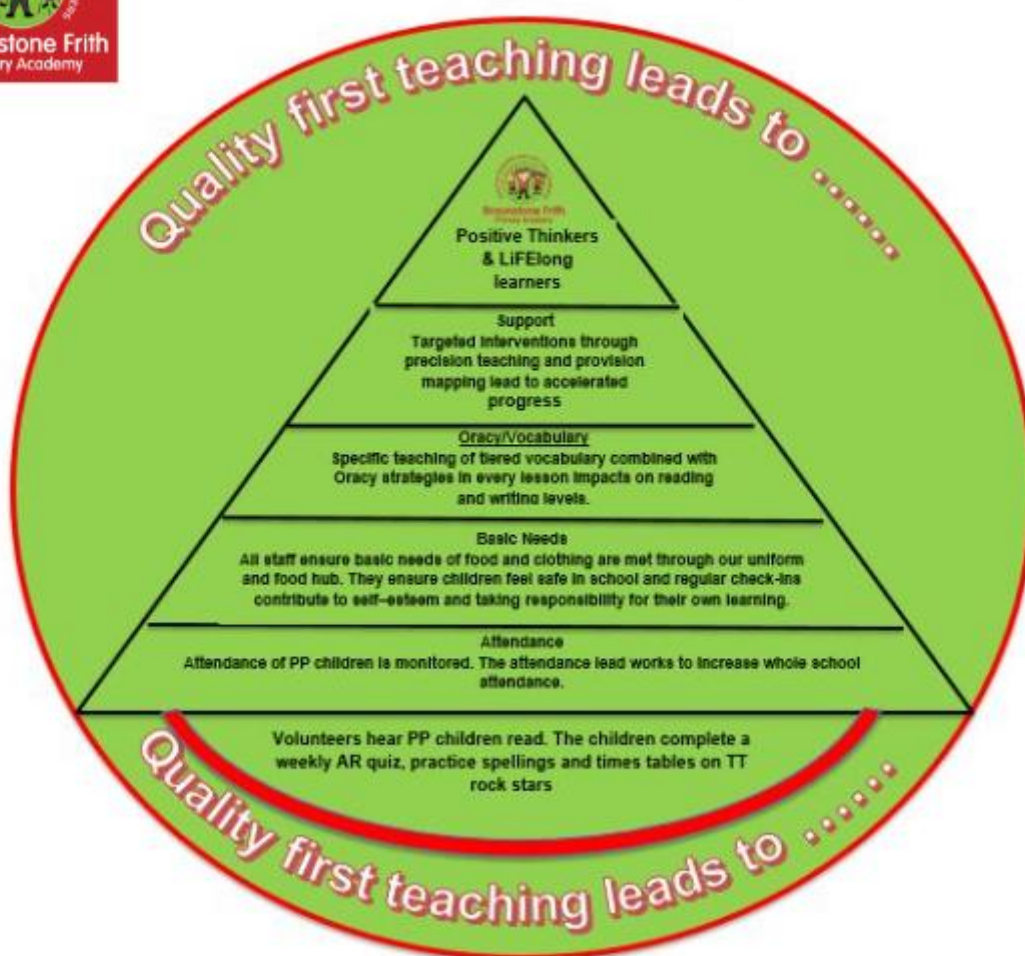 stone Frith
ry Academy
Quality first teaching leads to ......
Frith
Positive Thinkers
& LiFElong
learners
Support
Targeted Interventions through
precision teaching and provision
mapping lead to accelerated
progress
Oracy/Vocabulary
Specific teaching of tiered vocabulary combined with
Oracy strategies in every lesson impacts on reading
and writing levels.
Basic Needs
All staff ensure basic needs of food and clothing are met through our uniform
and food hub. They ensure children feel safe in school and regular check-ins
contribute to self-esteem and taking responsibility for their own learning.
Attendance
Attendance of PP children is monitored. The attendance lead works to increase whole school
attendance.
Volunteers hear PP children read. The children complete a
weekly AR quiz, practice spellings and times tables on TT
rock stars
Quality first teaching leads to ......